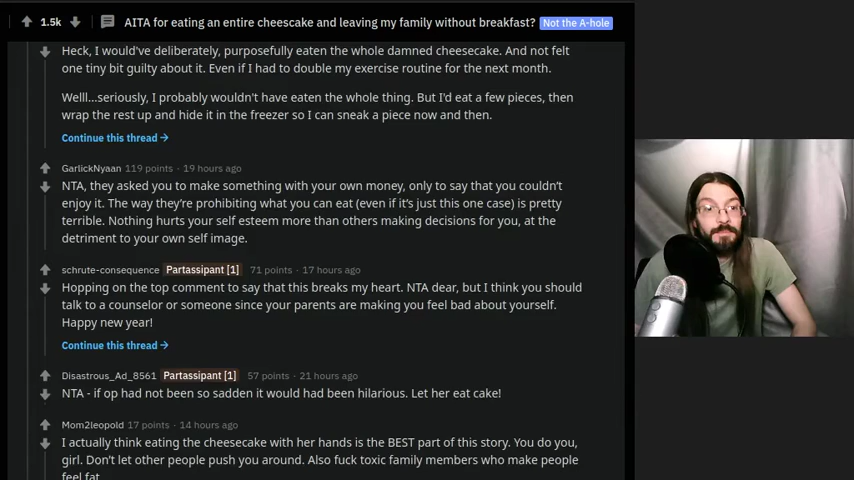 1.5k AITA for eating an entire cheesecake and leaving my family without breakfast? Not the A-hole
Heck, I would've deliberately, purposefully eaten the whole damned cheesecake. And not felt
one tiny bit guilty about it. Even if I had to double my exercise routine for the next month.
Welll...seriously, I probably wouldn't have eaten the whole thing. But I'd eat a few pieces, then
wrap the rest up and hide it in the freezer so I can sneak a piece now and then.
Continue this thread →
GarlickNyaan 119 points · 19 hours ago
NTA, they asked you to make something with your own money, only to say that you couldn't
enjoy it. The way they're prohibiting what you can eat (even if it's just this one case) is pretty
terrible. Nothing hurts your self esteem more than others making decisions for you, at the
detriment to your own self image.
schrute-consequence Partassipant [1] 71 points · 17 hours ago
Hopping on the top comment to say that this breaks my heart. NTA dear, but I think you should
talk to a counselor or someone since your parents are making you feel bad about yourself.
Happy new year!
Continue this thread →
Disastrous_Ad_8561 Partassipant [1] 57 points · 21 hours ago
NTA - if op had not been so sadden it would had been hilarious. Let her eat cake!
Mom2leopold 17 points · 14 hours ago
I actually think eating the cheesecake with her hands is the BEST part of this story. You do you,
girl. Don't let other people push you around. Also fuck toxic family members who make people
feel fat.